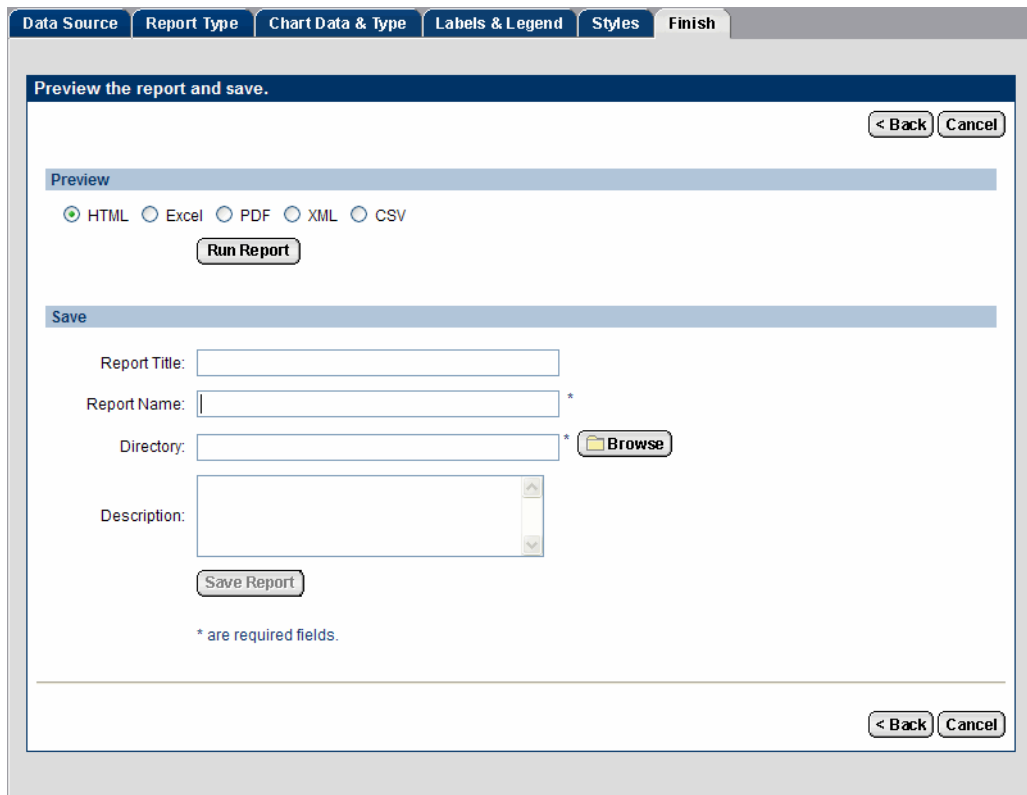 Data Source Report Type Chart Data & Type Labels & Legend Styles Finish
Preview the report and save.
< Back Cancel
Preview
HTML Excel PDF XML CSV
Run Report
Save
Report Title:
Report Name: *
Directory: * Browse
Description:
Save Report
* are required fields.
< Back Cancel